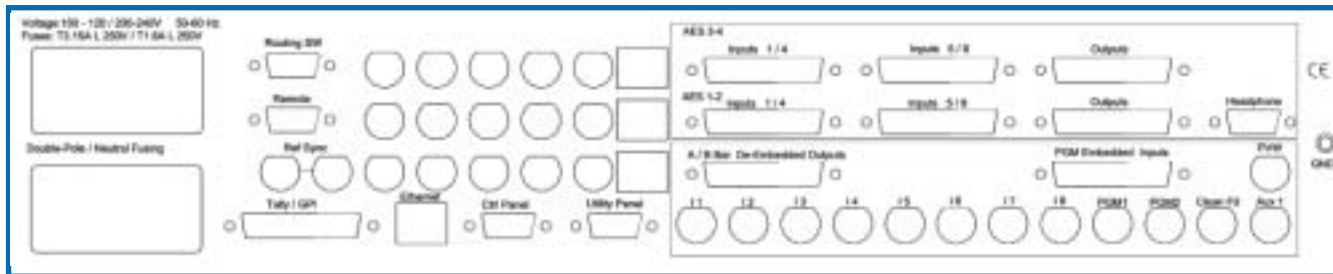 Voltage: 100 - 120 / 200-240V 50-60 Hz
Fuses: T3.15A L 250V / T1.6A L 250V
Routing SW
Remote
Double-Pole / Neutral Fusing
Ref Sync
Tally / GPI
Ethernet
Ctrl Panel
Utility Panel
AES 3-4
Inputs 1/4
Inputs 5/8
Outputs
AES 1-2
Inputs 1/4
Inputs 5/8
Outputs
Headphone
A / B Bar De-Embedded Outputs
PGM Embedded Inputs
PVW
I 1
I 2
I 3
I 4
I 5
I 6
I 7
I 8
PGM1
PGM2
Clean Fd
Aux 1
CE
GND